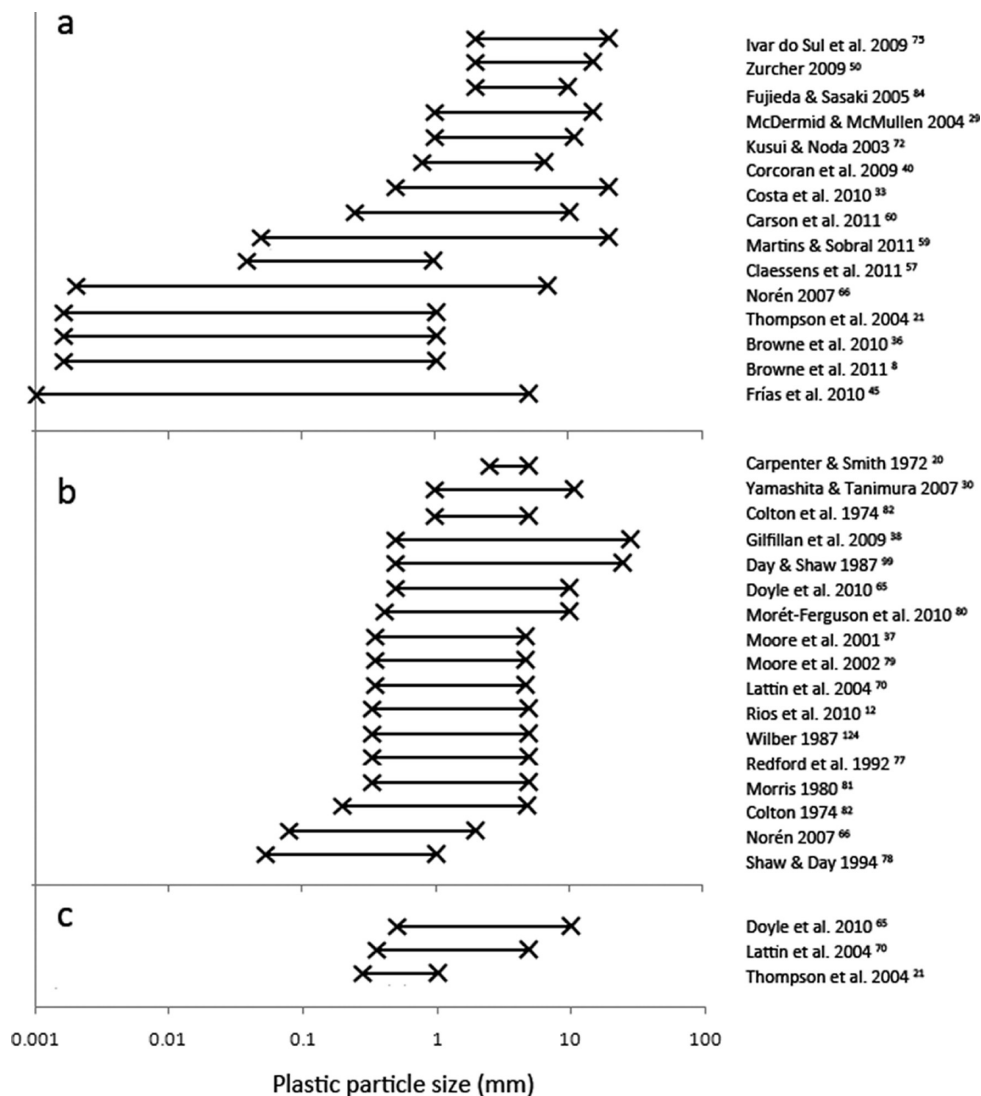 a
Ivar do Sul et al. 2009 ⁷⁵
Zurcher 2009 ⁵⁰
Fujieda & Sasaki 2005 ⁸⁴
McDermid & McMullen 2004 ²⁹
Kusui & Noda 2003 ⁷²
Corcoran et al. 2009 ⁴⁰
Costa et al. 2010 ³³
Carson et al. 2011 ⁶⁰
Martins & Sobral 2011 ⁵⁹
Claessens et al. 2011 ⁵⁷
Norén 2007 ⁶⁶
Thompson et al. 2004 ²¹
Browne et al. 2010 ³⁶
Browne et al. 2011 ⁸
Frías et al. 2010 ⁴⁵
0.001 0.01 0.1 1 10 100
b
Carpenter & Smith 1972 ²⁰
Yamashita & Tanimura 2007 ³⁰
Colton et al. 1974 ⁸²
Gilfillan et al. 2009 ³⁸
Day & Shaw 1987 ⁹⁹
Doyle et al. 2010 ⁶⁵
Morét-Ferguson et al. 2010 ⁸⁰
Moore et al. 2001 ³⁷
Moore et al. 2002 ⁷⁹
Lattin et al. 2004 ⁷⁰
Rios et al. 2010 ¹²
Wilber 1987 ¹²⁴
Redford et al. 1992 ⁷⁷
Morris 1980 ⁸¹
Colton 1974 ⁸²
Norén 2007 ⁶⁶
Shaw & Day 1994 ⁷⁸
c
Doyle et al. 2010 ⁶⁵
Lattin et al. 2004 ⁷⁰
Thompson et al. 2004 ²¹
0.001 0.01 0.1 1 10 100
Plastic particle size (mm)